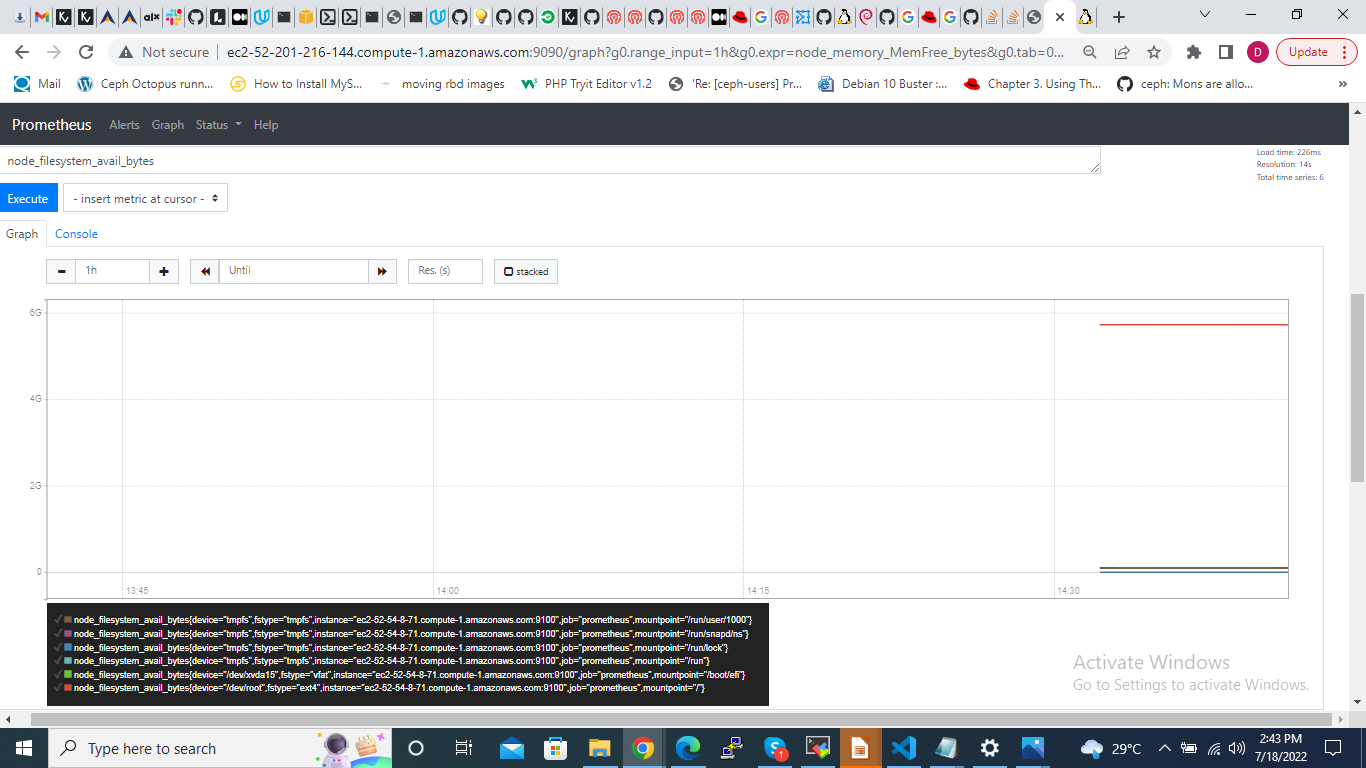 alx
Not secure
ec2-52-201-216-144.compute-1.amazonaws.com:9090/graph?g0.range_input=1h&g0.expr=node_memory_MemFree_bytes&g0.tab=0...
D
Update
Mail
Ceph Octopus runn...
How to Install MyS...
moving rbd images
PHP Tryit Editor v1.2
'Re: [ceph-users] Pr...
Debian 10 Buster :...
Chapter 3. Using Th...
ceph: Mons are allo...
»
Prometheus
Alerts
Graph
Status
Help
node_filesystem_avail_bytes
Load time: 226ms
Resolution: 14s
Total time series: 6
Execute
- insert metric at cursor -
Graph
Console
1h
Until
Res. (s)
stacked
6G
4G
2G
0
13:45
14:00
14:15
14:30
node_filesystem_avail_bytes{device="tmpfs",fstype="tmpfs",instance="ec2-52-54-8-71.compute-1.amazonaws.com:9100",job="prometheus",mountpoint="/run/user/1000"}
node_filesystem_avail_bytes{device="tmpfs",fstype="tmpfs",instance="ec2-52-54-8-71.compute-1.amazonaws.com:9100",job="prometheus",mountpoint="/run/snapd/ns"}
node_filesystem_avail_bytes{device="tmpfs",fstype="tmpfs",instance="ec2-52-54-8-71.compute-1.amazonaws.com:9100",job="prometheus",mountpoint="/run/lock"}
node_filesystem_avail_bytes{device="tmpfs",fstype="tmpfs",instance="ec2-52-54-8-71.compute-1.amazonaws.com:9100",job="prometheus",mountpoint="/run"}
node_filesystem_avail_bytes{device="/dev/xvda15",fstype="vfat",instance="ec2-52-54-8-71.compute-1.amazonaws.com:9100",job="prometheus",mountpoint="/boot/efi"}
node_filesystem_avail_bytes{device="/dev/root",fstype="ext4",instance="ec2-52-54-8-71.compute-1.amazonaws.com:9100",job="prometheus",mountpoint="/"}
Activate Windows
Go to Settings to activate Windows.
Type here to search
1
29°C
2:43 PM
7/18/2022